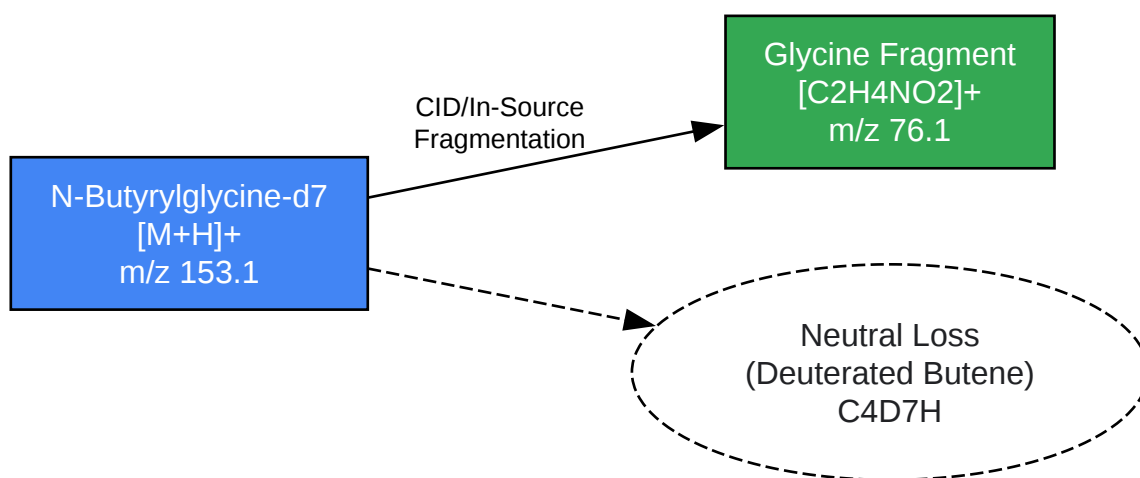 Glycine Fragment
[C2H4NO2]+
m/z 76.1
CID/In-Source
Fragmentation
N-Butyrylglycine-d7
[M+H]+
m/z 153.1
Neutral Loss
(Deuterated Butene)
C4D7H